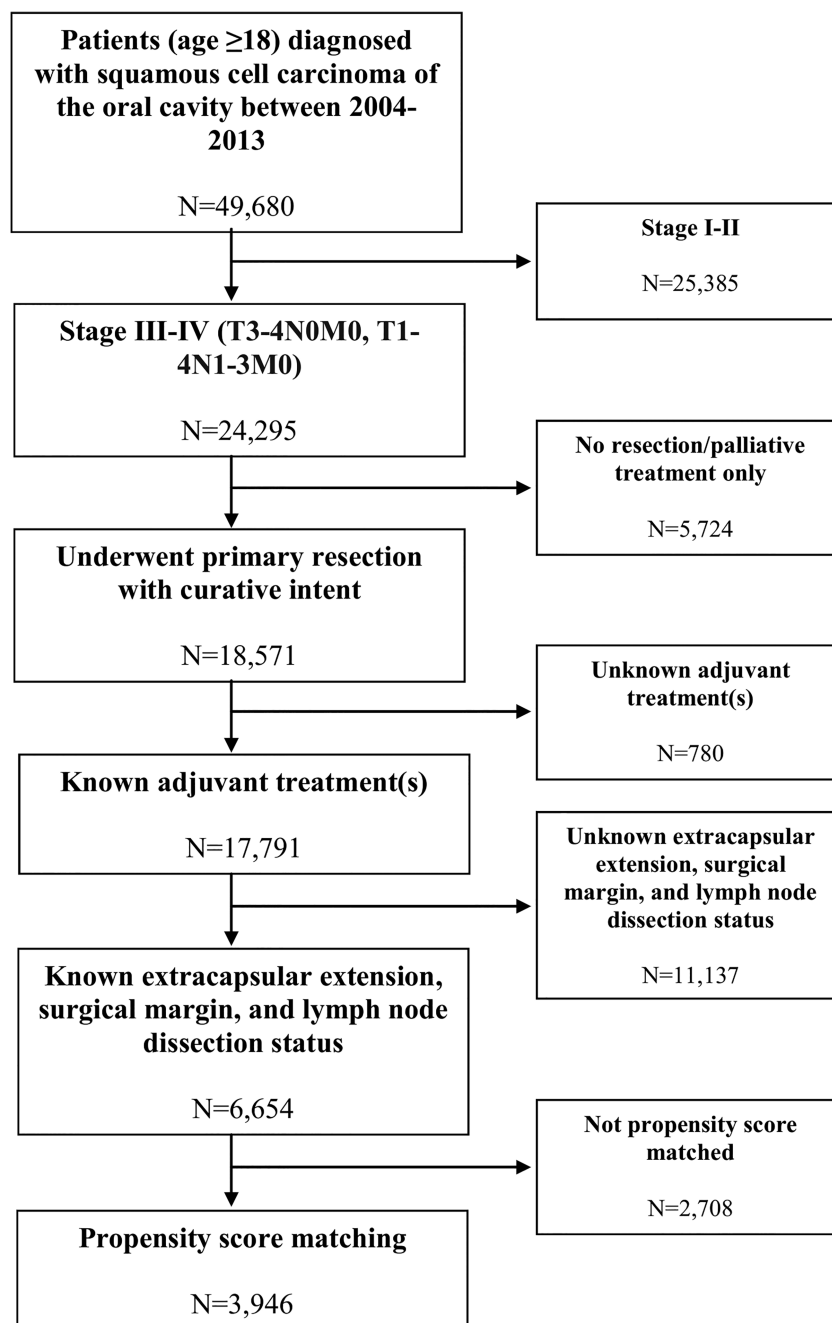 Patients (age ≥18) diagnosed
with squamous cell carcinoma of
the oral cavity between 2004-
2013
N=49,680
Stage I-II
N=25,385
Stage III-IV (T3-4N0M0, T1-
4N1-3M0)
N=24,295
No resection/palliative
treatment only
N=5,724
Underwent primary resection
with curative intent
N=18,571
Unknown adjuvant
treatment(s)
N=780
Known adjuvant treatment(s)
N=17,791
Unknown extracapsular
extension, surgical
margin, and lymph node
dissection status
N=11,137
Known extracapsular extension,
surgical margin, and lymph node
dissection status
N=6,654
Not propensity score
matched
N=2,708
Propensity score matching
N=3,946